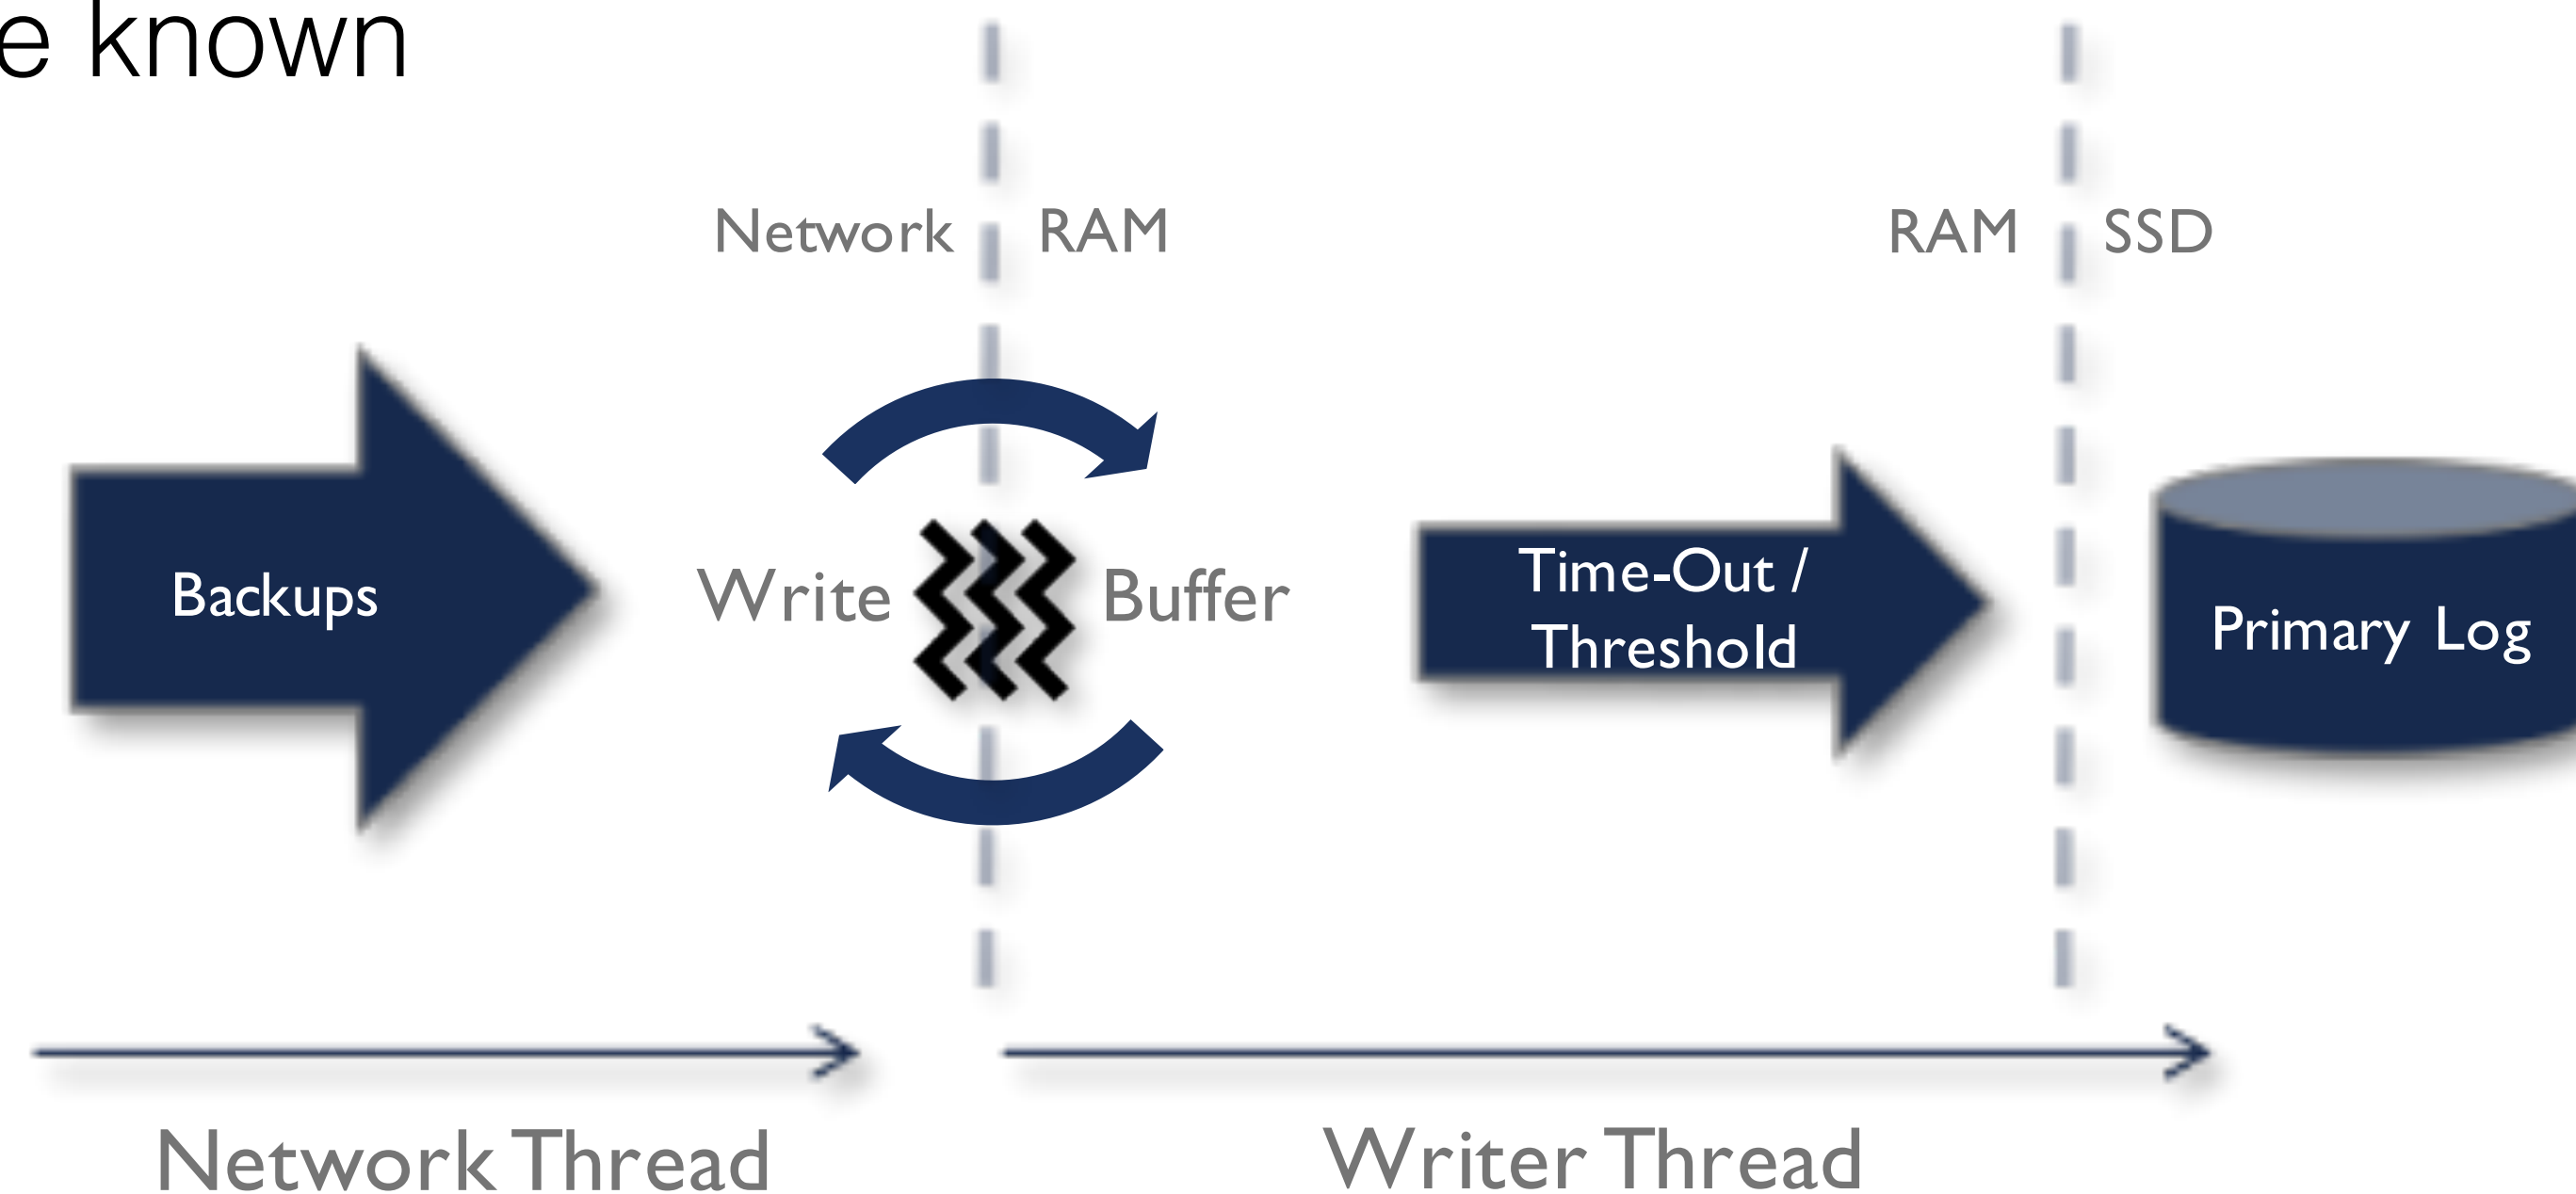 e known
Network RAM
RAM SSD
Backups
Write Buffer
Time-Out /
Threshold
Primary Log
Network Thread
Writer Thread